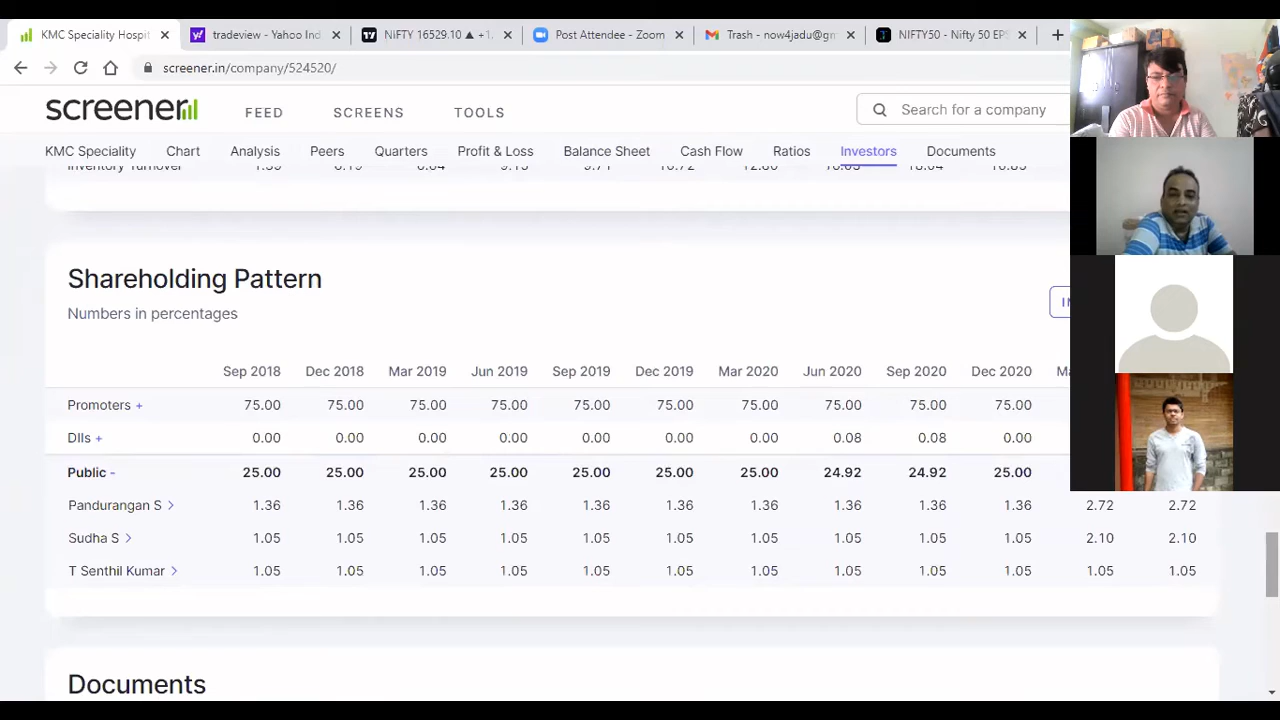 KMC Speciality Hospi
tradeview - Yahoo Ind
NIFTY 16529.10 ▲ +1.
Post Attendee - Zoom
Trash - now4jadu@gm
NIFTY50 - Nifty 50 EPS
screener.in/company/524520/
screener
FEED SCREENS TOOLS
Search for a company
KMC Speciality Chart Analysis Peers Quarters Profit & Loss Balance Sheet Cash Flow Ratios Investors Documents
Inventory Turnover
Shareholding Pattern
Numbers in percentages
Sep 2018 Dec 2018 Mar 2019 Jun 2019 Sep 2019 Dec 2019 Mar 2020 Jun 2020 Sep 2020 Dec 2020
Promoters + 75.00 75.00 75.00 75.00 75.00 75.00 75.00 75.00 75.00 75.00
DIIs + 0.00 0.00 0.00 0.00 0.00 0.00 0.00 0.08 0.08 0.00
Public - 25.00 25.00 25.00 25.00 25.00 25.00 25.00 24.92 24.92 25.00
Pandurangan S > 1.36 1.36 1.36 1.36 1.36 1.36 1.36 1.36 1.36 1.36 2.72 2.72
Sudha S > 1.05 1.05 1.05 1.05 1.05 1.05 1.05 1.05 1.05 1.05 2.10 2.10
T Senthil Kumar > 1.05 1.05 1.05 1.05 1.05 1.05 1.05 1.05 1.05 1.05 1.05 1.05
Documents